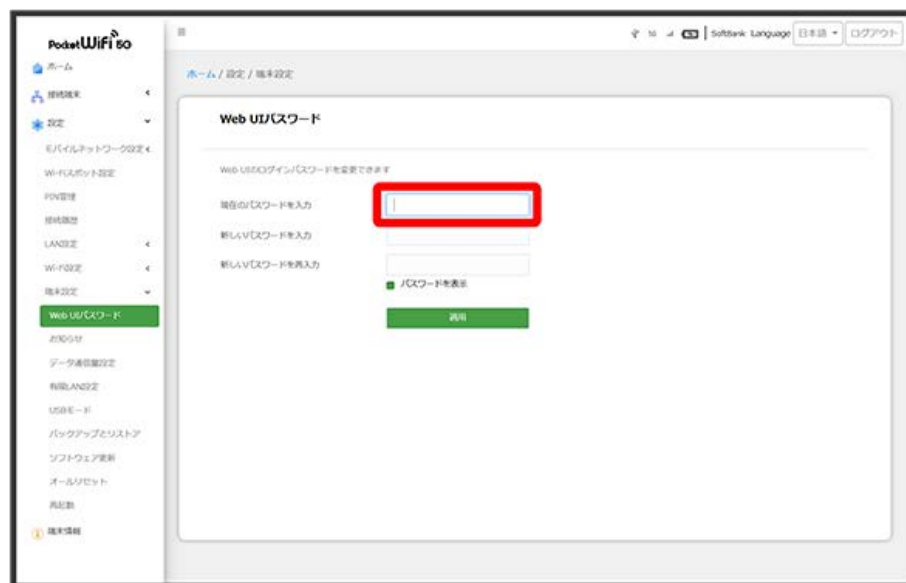 Pocket WiFi 5G
SoftBank Language 日本語 ログアウト
ホーム
接続端末
設定
モバイルネットワーク設定
Wi-Fiスポット設定
PIN管理
接続履歴
LAN設定
Wi-Fi設定
端末設定
Web UIパスワード
お知らせ
データ通信量設定
有線LAN設定
USBモード
バックアップとリストア
ソフトウェア更新
オールリセット
再起動
端末情報
ホーム / 設定 / 端末設定
Web UIパスワード
Web UIのログインパスワードを変更できます
現在のパスワードを入力
新しいパスワードを入力
新しいパスワードを再入力
パスワードを表示
適用